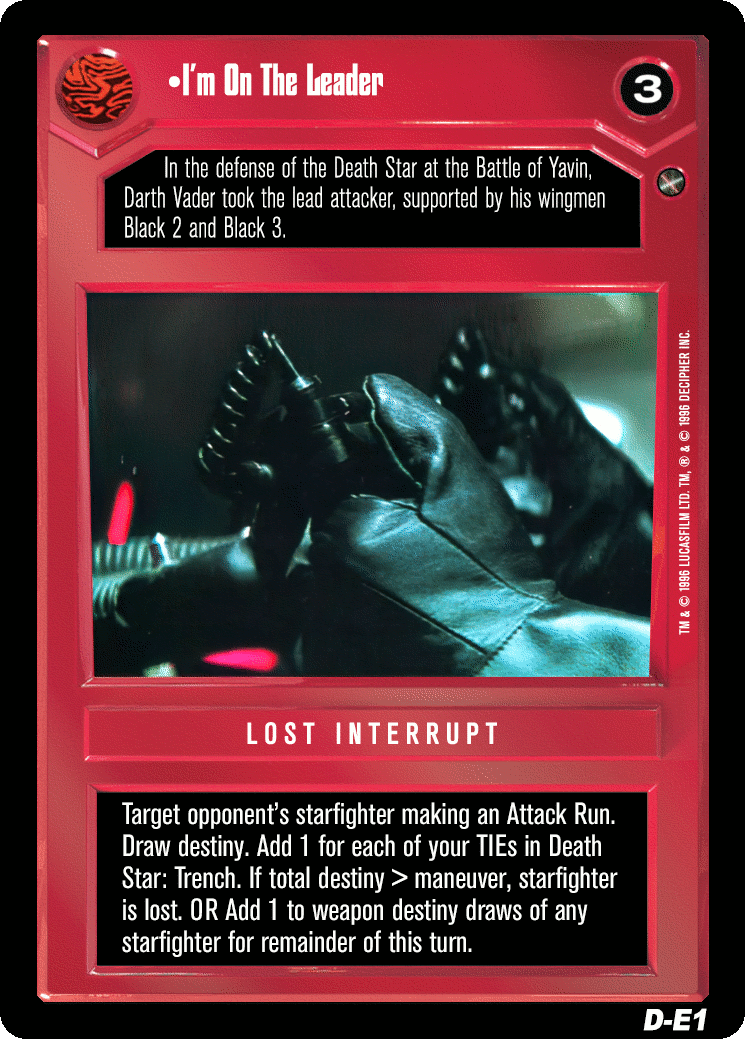 •I'm On The Leader
3
In the defense of the Death Star at the Battle of Yavin,
Darth Vader took the lead attacker, supported by his wingmen
Black 2 and Black 3.
TM & © 1996 LUCASFILM LTD. TM, ® & © 1996 DECIPHER INC.
LOST INTERRUPT
Target opponent's starfighter making an Attack Run.
Draw destiny. Add 1 for each of your TIEs in Death
Star: Trench. If total destiny > maneuver, starfighter
is lost. OR Add 1 to weapon destiny draws of any
starfighter for remainder of this turn.
D-E1